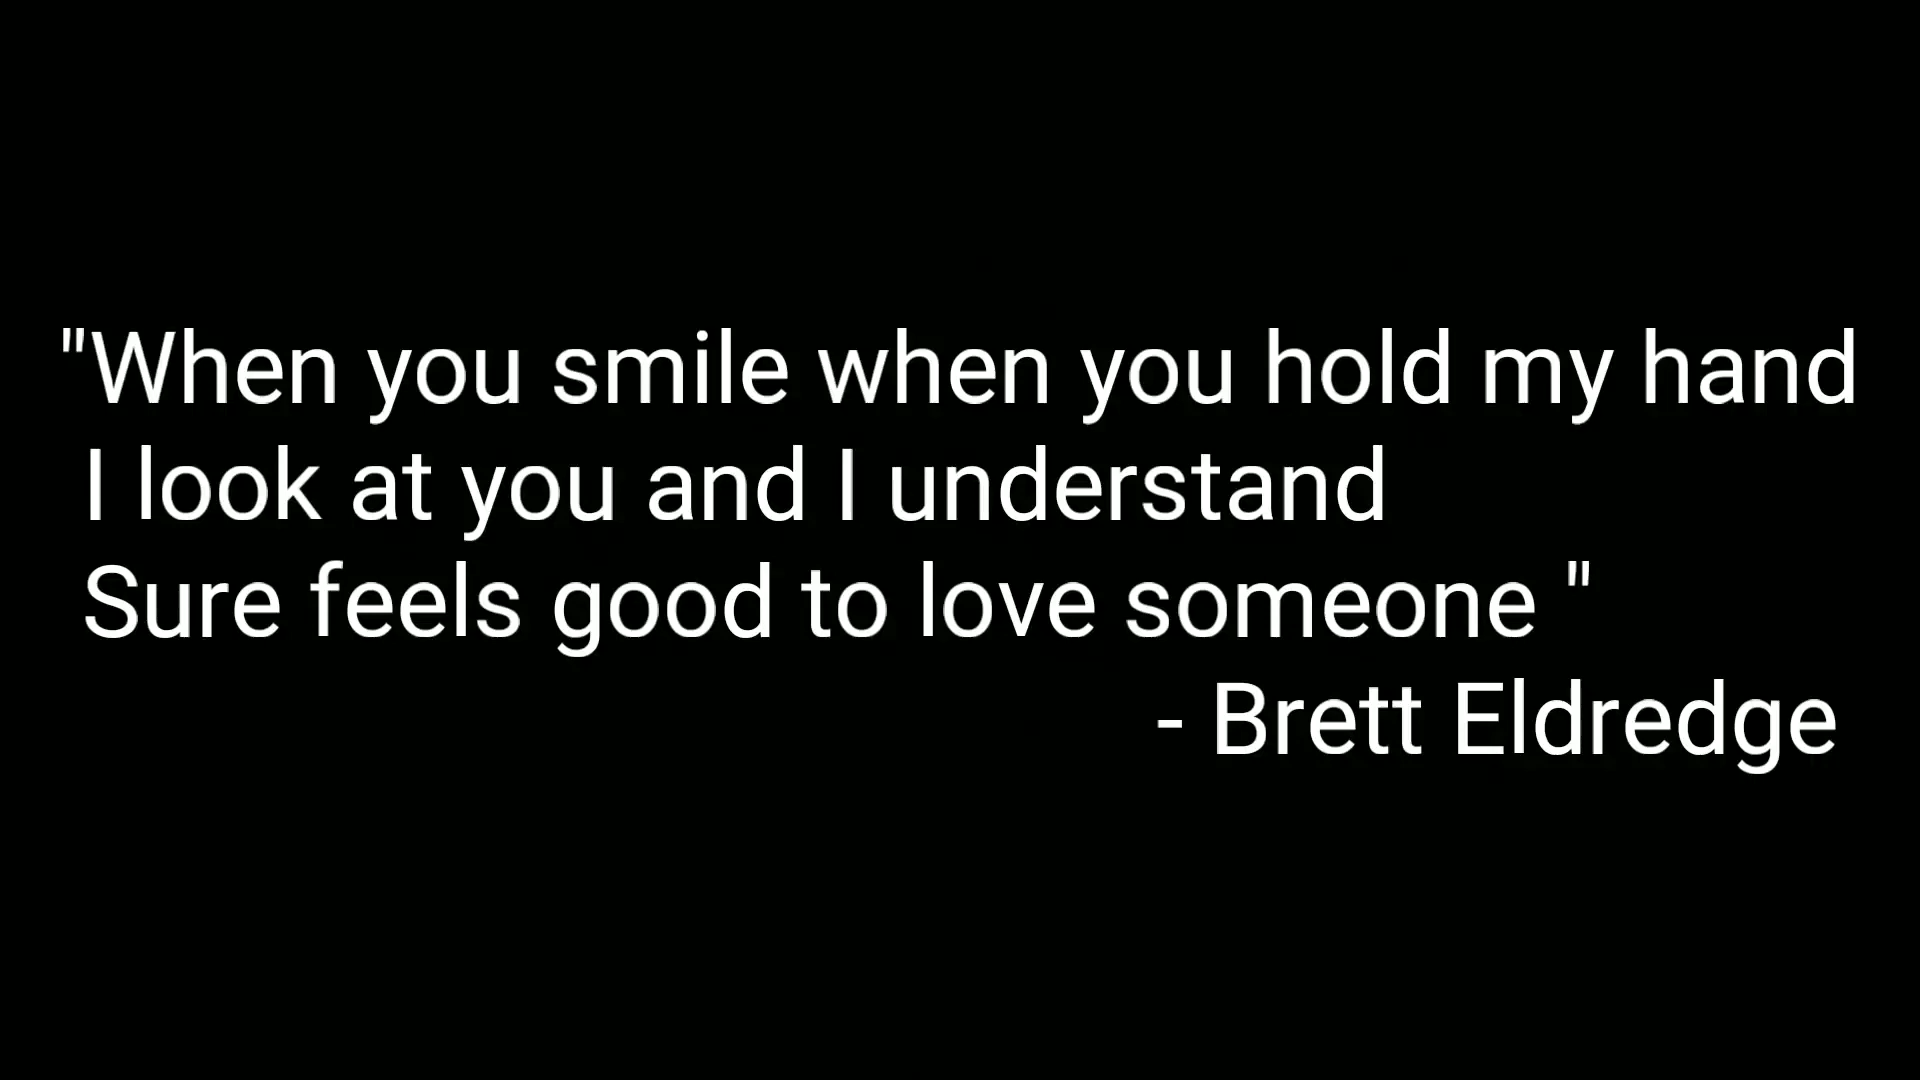 "When you smile when you hold my hand
I look at you and I understand
Sure feels good to love someone "
- Brett Eldredge